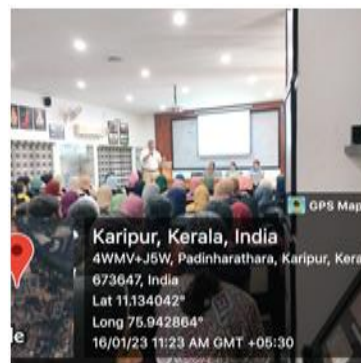 GPS Map
Karipur, Kerala, India
4WMV+J5W, Padinharathara, Karipur, Kera
673647, India
Lat 11.134042°
Long 75.942864°
16/01/23 11:23 AM GMT +05:30
le